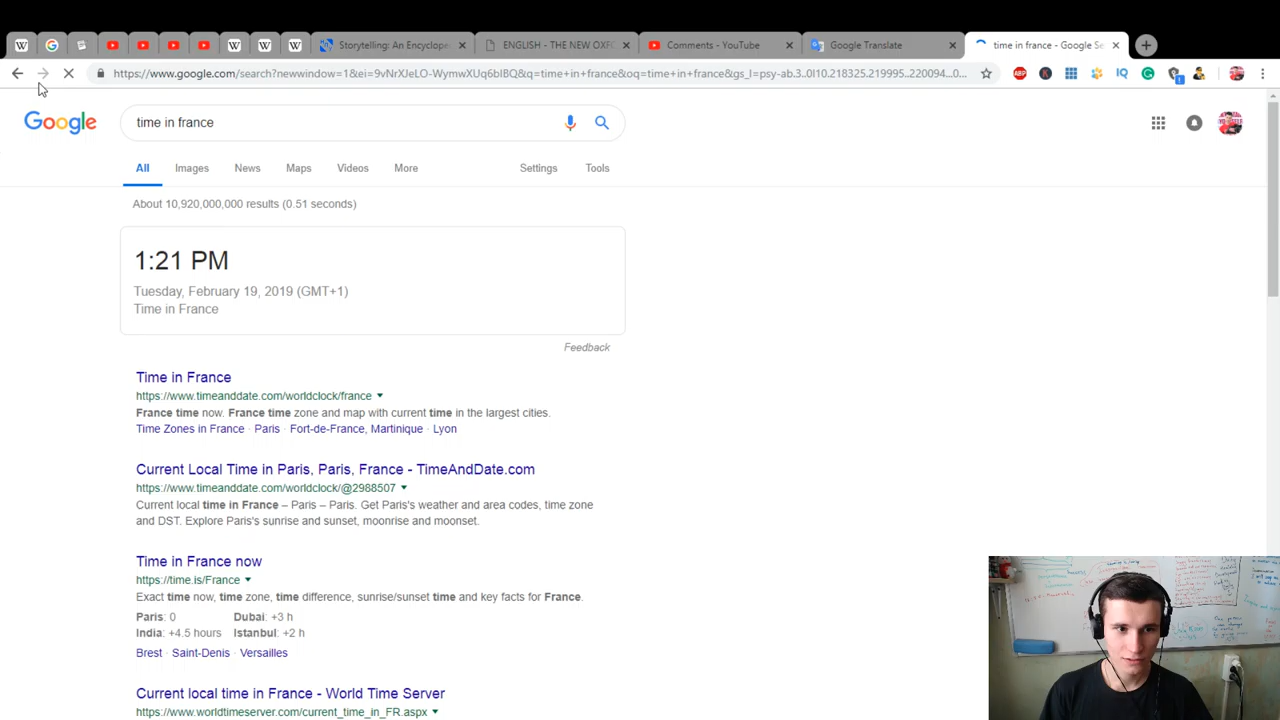 Storytelling: An Encyclope
ENGLISH - THE NEW OXF
Comments - YouTube
Google Translate
time in france - Google Se
https://www.google.com/search?newwindow=1&ei=9vNrXJeLO-WymwXUq6bIBQ&q=time+in+france&oq=time+in+france&gs_l=psy-ab.3..0l10.218325.219995..220094...0...
Google
time in france
All
Images
News
Maps
Videos
More
Settings
Tools
About 10,920,000,000 results (0.51 seconds)
1:21 PM
Tuesday, February 19, 2019 (GMT+1)
Time in France
Feedback
Time in France
https://www.timeanddate.com/worldclock/france
France time now. France time zone and map with current time in the largest cities.
Time Zones in France · Paris · Fort-de-France, Martinique · Lyon
Current Local Time in Paris, Paris, France - TimeAndDate.com
https://www.timeanddate.com/worldclock/@2988507
Current local time in France – Paris – Paris. Get Paris's weather and area codes, time zone
and DST. Explore Paris's sunrise and sunset, moonrise and moonset.
Time in France now
https://time.is/France
Exact time now, time zone, time difference, sunrise/sunset time and key facts for France.
Paris: 0 Dubai: +3 h
India: +4.5 hours Istanbul: +2 h
Brest · Saint-Denis · Versailles
Current local time in France - World Time Server
https://www.worldtimeserver.com/current_time_in_FR.aspx